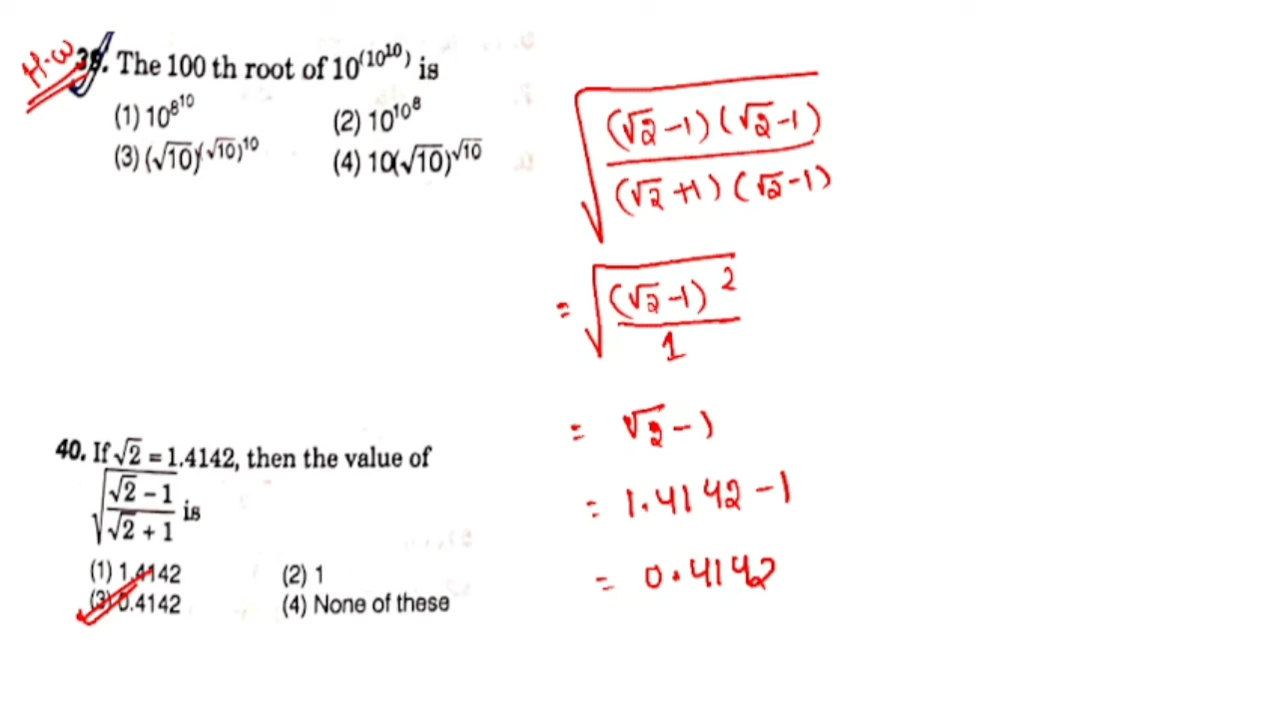 H.W 39. The 100 th root of 10^(10^10) is
(1) 10^8^10 (2) 10^10^8
(3) (√10)^(√10)^10 (4) 10(√10)^√10
40. If √2 = 1.4142, then the value of
√((√2 - 1)/(√2 + 1)) is
(1) 1.4142 (2) 1
(3) 0.4142 (4) None of these
√((√2-1)(√2-1)/(√2+1)(√2-1))
= √((√2-1)^2/1)
= √2-1
= 1.4142-1
= 0.4142